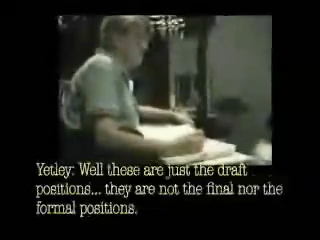 Yetley: Well these are just the draft
positions... they are not the final nor the
formal positions.